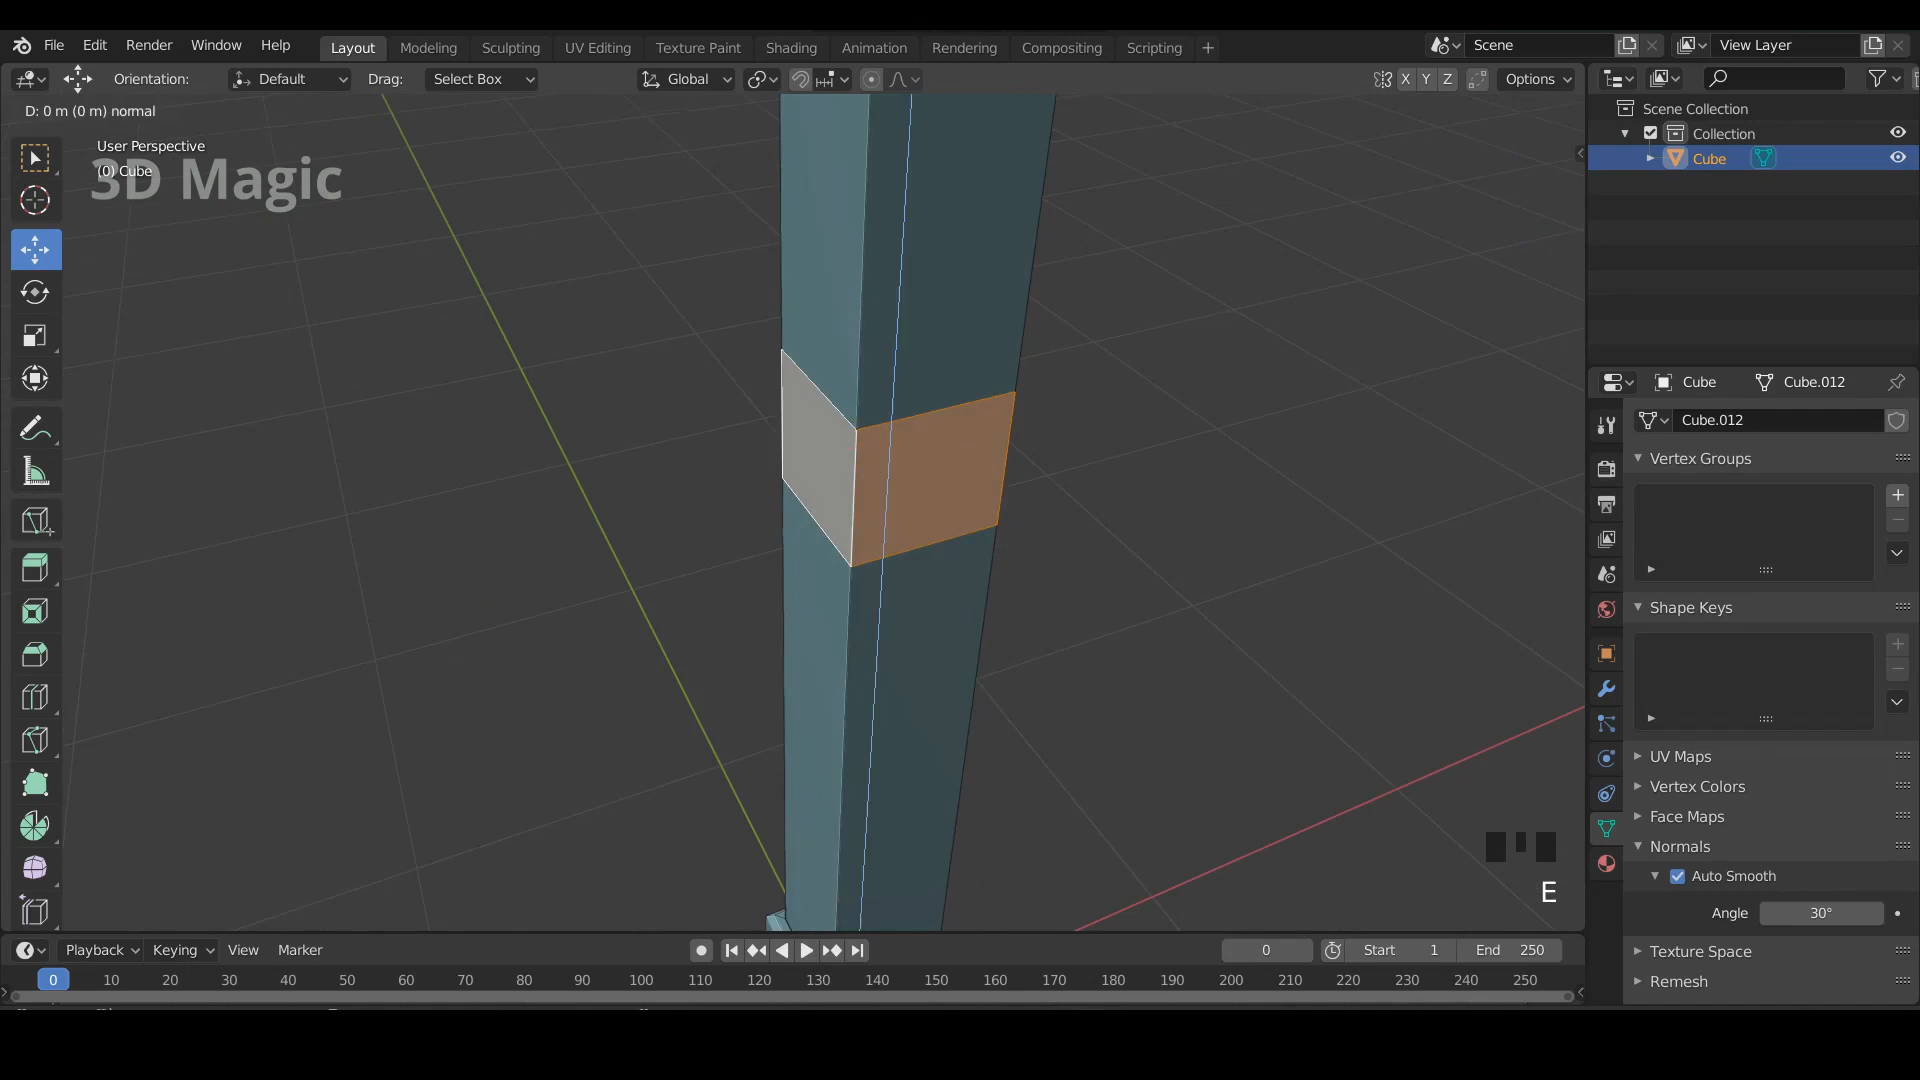 File Edit Render Window Help Layout Modeling Sculpting UV Editing Texture Paint Shading Animation Rendering Compositing Scripting + Scene View Layer
Orientation: Default Drag: Select Box Global X Y Z Options
D: 0 m (0 m) normal
User Perspective
(0) Cube
3D Magic
Scene Collection
Collection
Cube
Cube Cube.012
Cube.012
Vertex Groups
Shape Keys
UV Maps
Vertex Colors
Face Maps
Normals
Auto Smooth
Angle 30°
Texture Space
Remesh
E
Playback Keying View Marker 0 Start 1 End 250
0 10 20 30 40 50 60 70 80 90 100 110 120 130 140 150 160 170 180 190 200 210 220 230 240 250